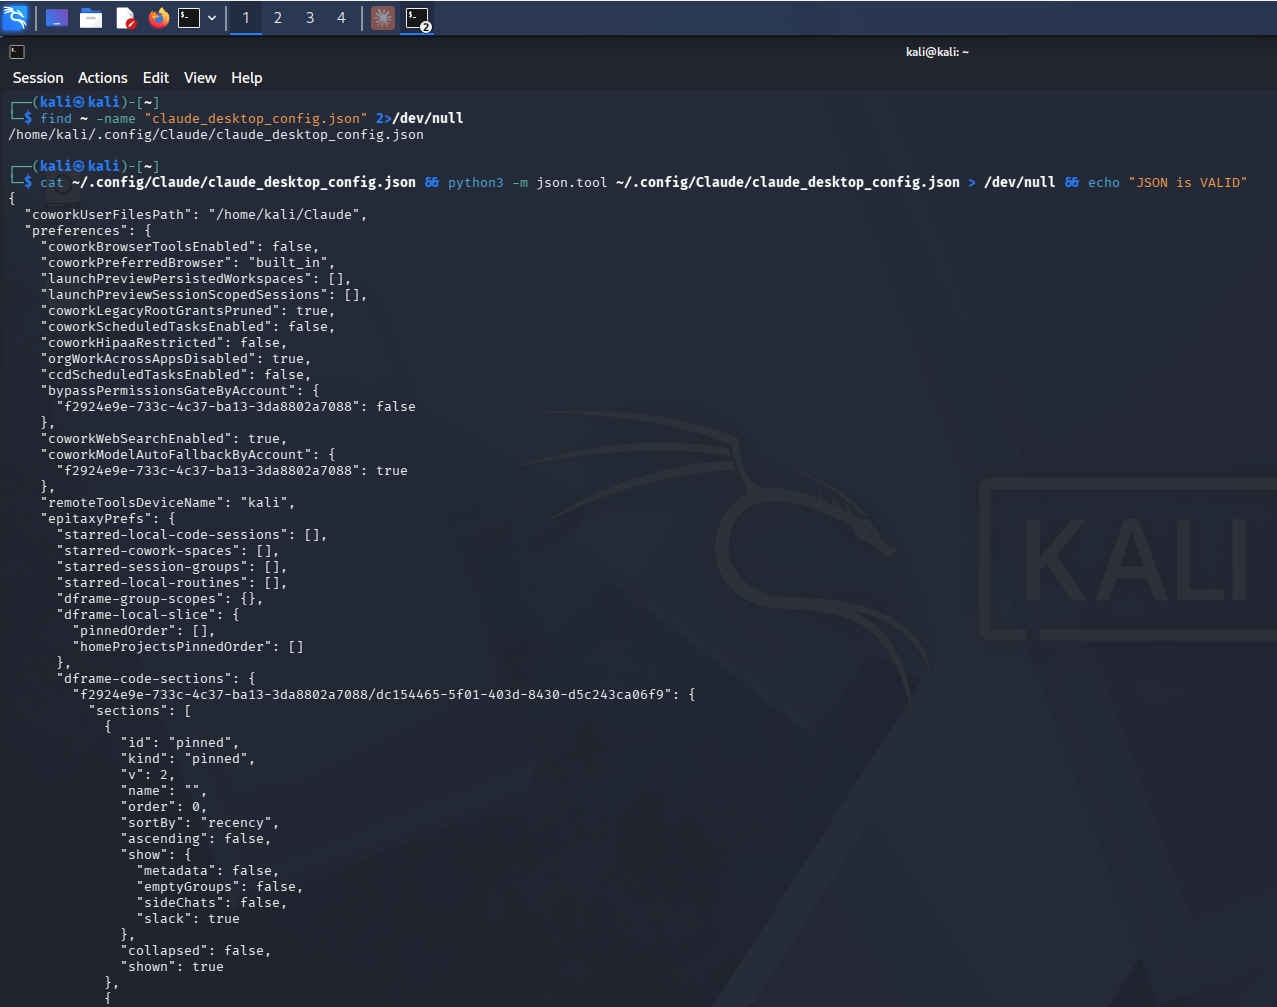 1 2 3 4 2
kali@kali: ~
Session Actions Edit View Help
┌──(kali㉿kali)-[~]
└─$ find ~ -name "claude_desktop_config.json" 2>/dev/null
/home/kali/.config/Claude/claude_desktop_config.json
┌──(kali㉿kali)-[~]
└─$ cat ~/.config/Claude/claude_desktop_config.json && python3 -m json.tool ~/.config/Claude/claude_desktop_config.json > /dev/null && echo "JSON is VALID"
{
  "coworkUserFilesPath": "/home/kali/Claude",
  "preferences": {
    "coworkBrowserToolsEnabled": false,
    "coworkPreferredBrowser": "built_in",
    "launchPreviewPersistedWorkspaces": [],
    "launchPreviewSessionScopedSessions": [],
    "coworkLegacyRootGrantsPruned": true,
    "coworkScheduledTasksEnabled": false,
    "coworkHipaaRestricted": false,
    "orgWorkAcrossAppsDisabled": true,
    "ccdScheduledTasksEnabled": false,
    "bypassPermissionsGateByAccount": {
      "f2924e9e-733c-4c37-ba13-3da8802a7088": false
    },
    "coworkWebSearchEnabled": true,
    "coworkModelAutoFallbackByAccount": {
      "f2924e9e-733c-4c37-ba13-3da8802a7088": true
    },
    "remoteToolsDeviceName": "kali",
    "epitaxyPrefs": {
      "starred-local-code-sessions": [],
      "starred-cowork-spaces": [],
      "starred-session-groups": [],
      "starred-local-routines": [],
      "dframe-group-scopes": {},
      "dframe-local-slice": {
        "pinnedOrder": [],
        "homeProjectsPinnedOrder": []
      },
      "dframe-code-sections": {
        "f2924e9e-733c-4c37-ba13-3da8802a7088/dc154465-5f01-403d-8430-d5c243ca06f9": {
          "sections": [
            {
              "id": "pinned",
              "kind": "pinned",
              "v": 2,
              "name": "",
              "order": 0,
              "sortBy": "recency",
              "ascending": false,
              "show": {
                "metadata": false,
                "emptyGroups": false,
                "sideChats": false,
                "slack": true
              },
              "collapsed": false,
              "shown": true
            },
            {
KALI